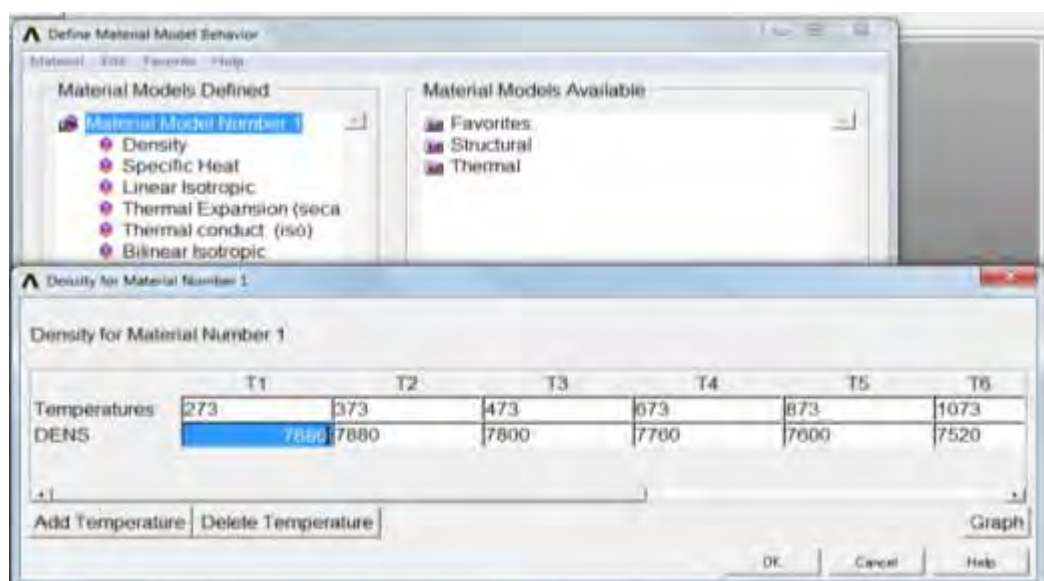 Define Material Model Behavior
Material Edit Favorite Help
Material Models Defined
Material Models Available
Material Model Number 1
Density
Specific Heat
Linear Isotropic
Thermal Expansion (seca
Thermal conduct. (iso)
Bilinear Isotropic
Favorites
Structural
Thermal
Density for Material Number 1
Density for Material Number 1
T1 T2 T3 T4 T5 T6
Temperatures 273 373 473 673 873 1073
DENS 7880 7880 7800 7760 7600 7520
Add Temperature Delete Temperature Graph
OK Cancel Help